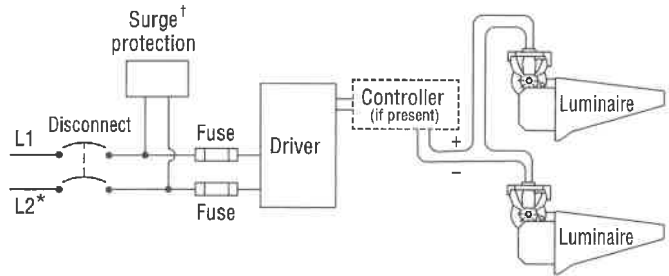 Surge†
protection
Disconnect
L1
L2*
Fuse
Fuse
Driver
Controller
(if present)
+
–
Luminaire
Luminaire